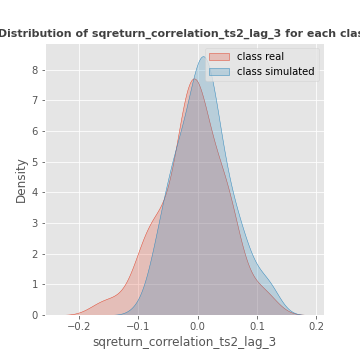 Distribution of sqreturn_correlation_ts2_lag_3 for each clas
class real
class simulated
Density
8
7
6
5
4
3
2
1
0
−0.2 −0.1 0.0 0.1 0.2
sqreturn_correlation_ts2_lag_3